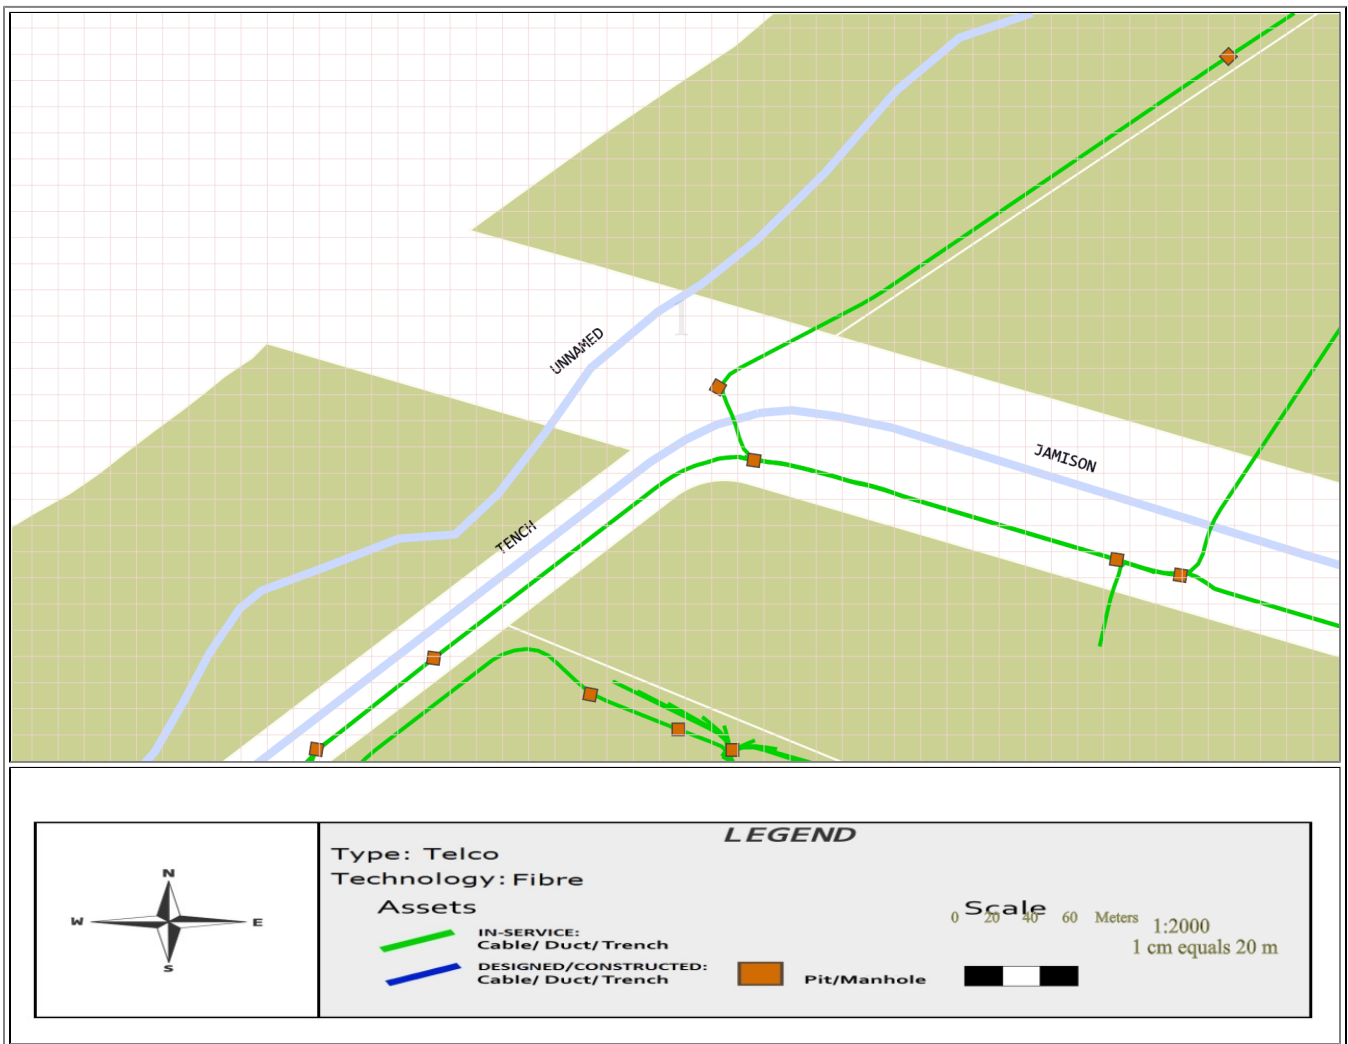 UNNAMED
JAMISON
TENCH
LEGEND
Type: Telco
Technology: Fibre
Assets
Scale
0 20 40 60 Meters
1:2000
1 cm equals 20 m
IN-SERVICE:
Cable/ Duct/ Trench
DESIGNED/CONSTRUCTED:
Cable/ Duct/ Trench
Pit/Manhole
N
W
E
S